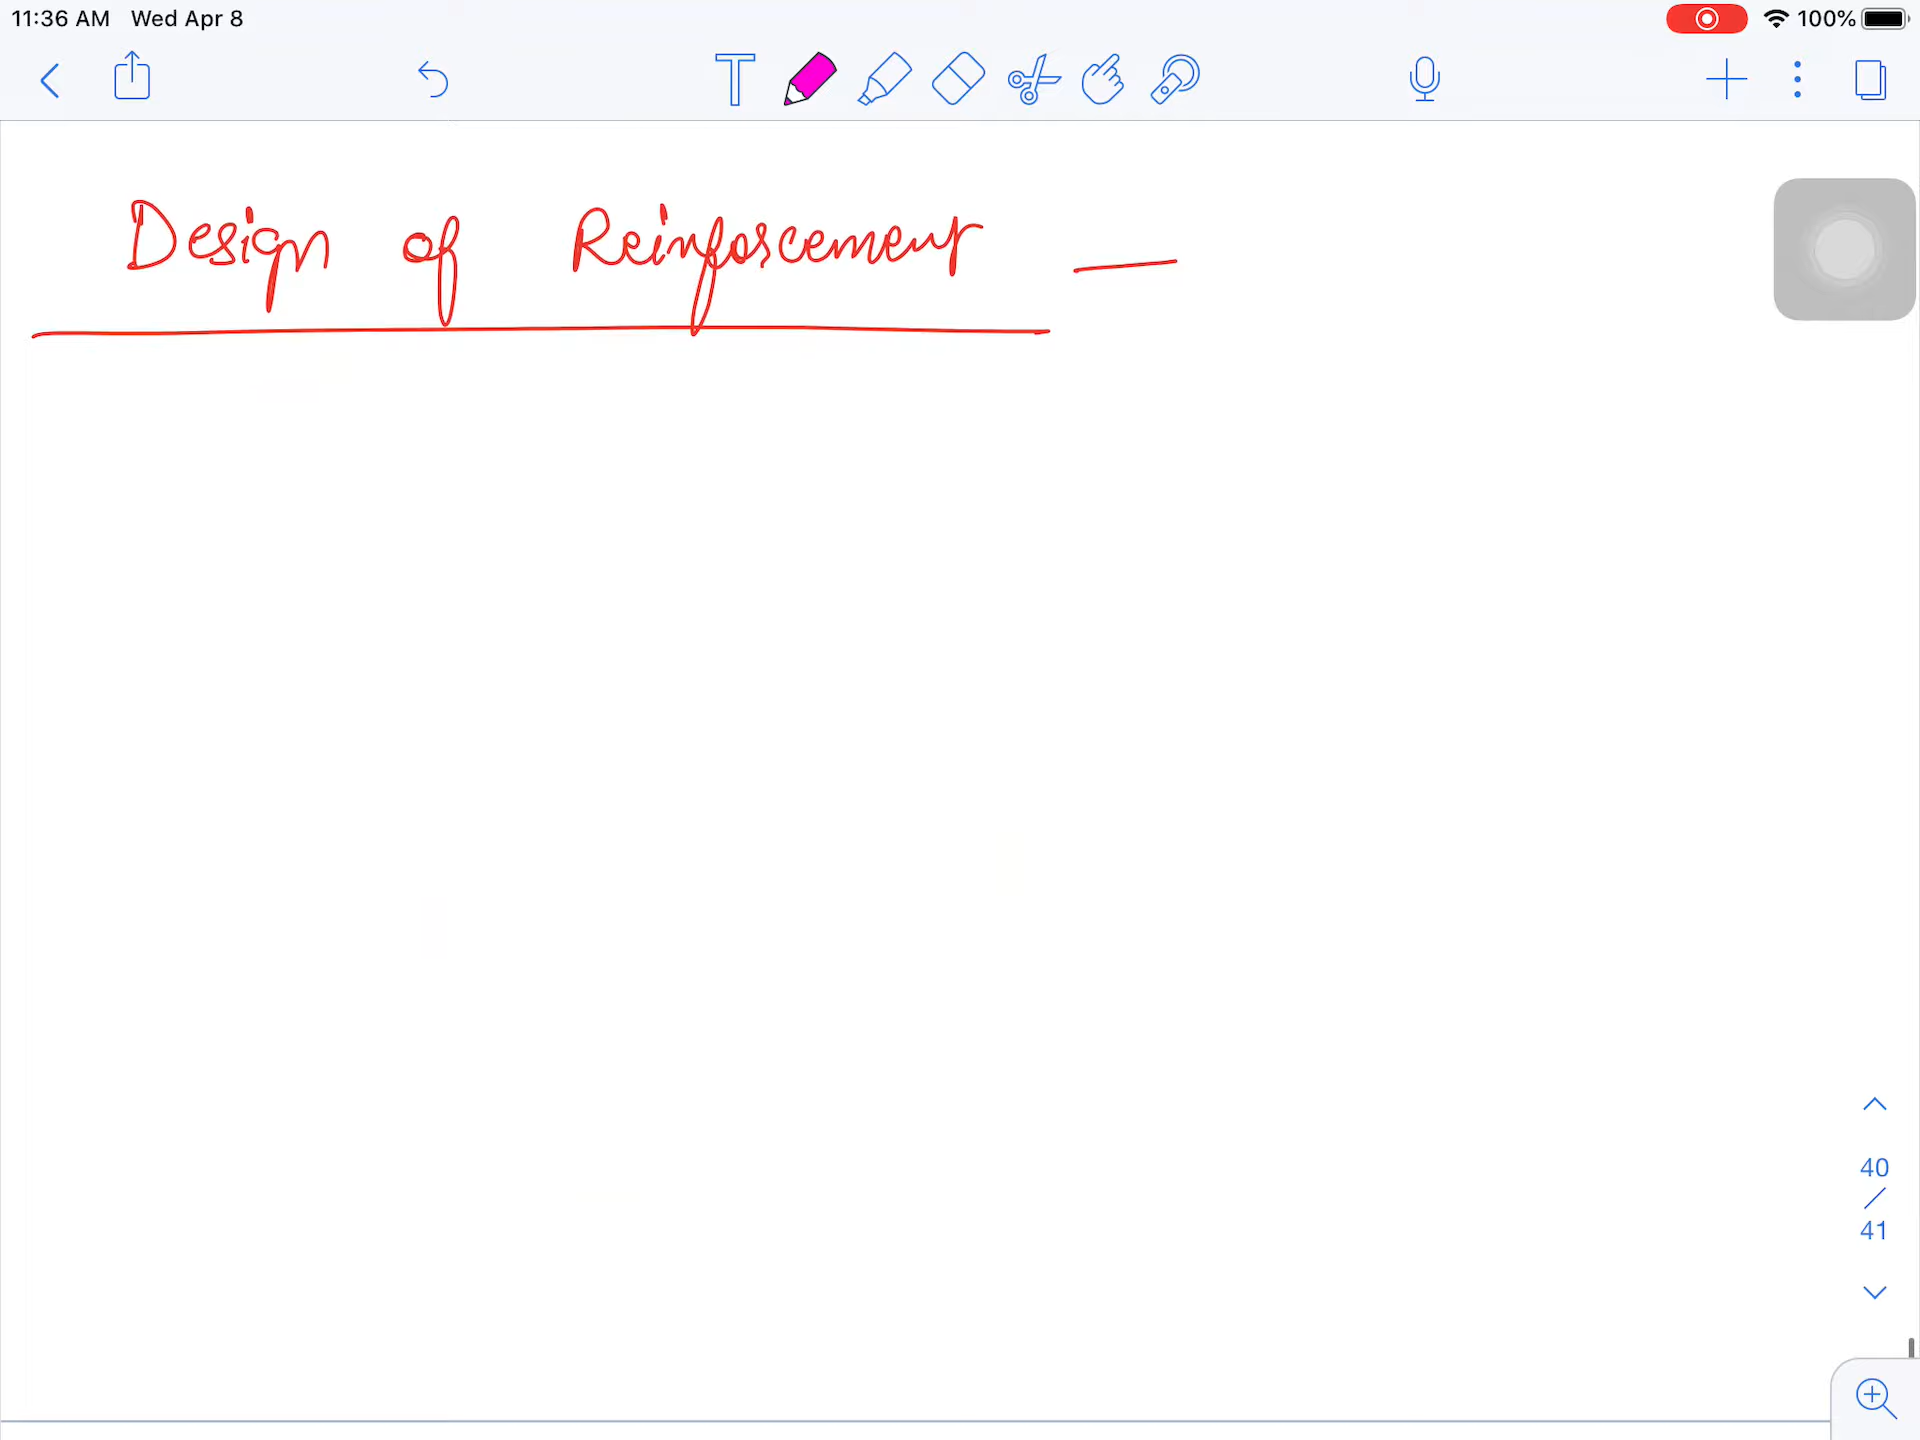 11:36 AM Wed Apr 8
100%
Design of Reinforcement —
40
/
41